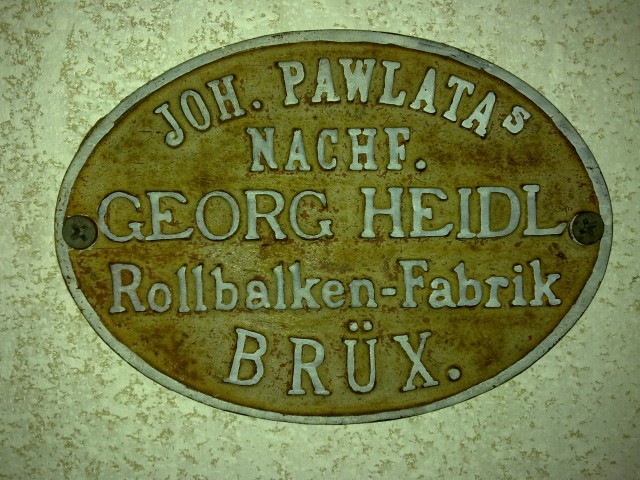 JOH. PAWLATAs
NACHF.
GEORG HEIDL
Rollbalken-Fabrik
BRÜX.